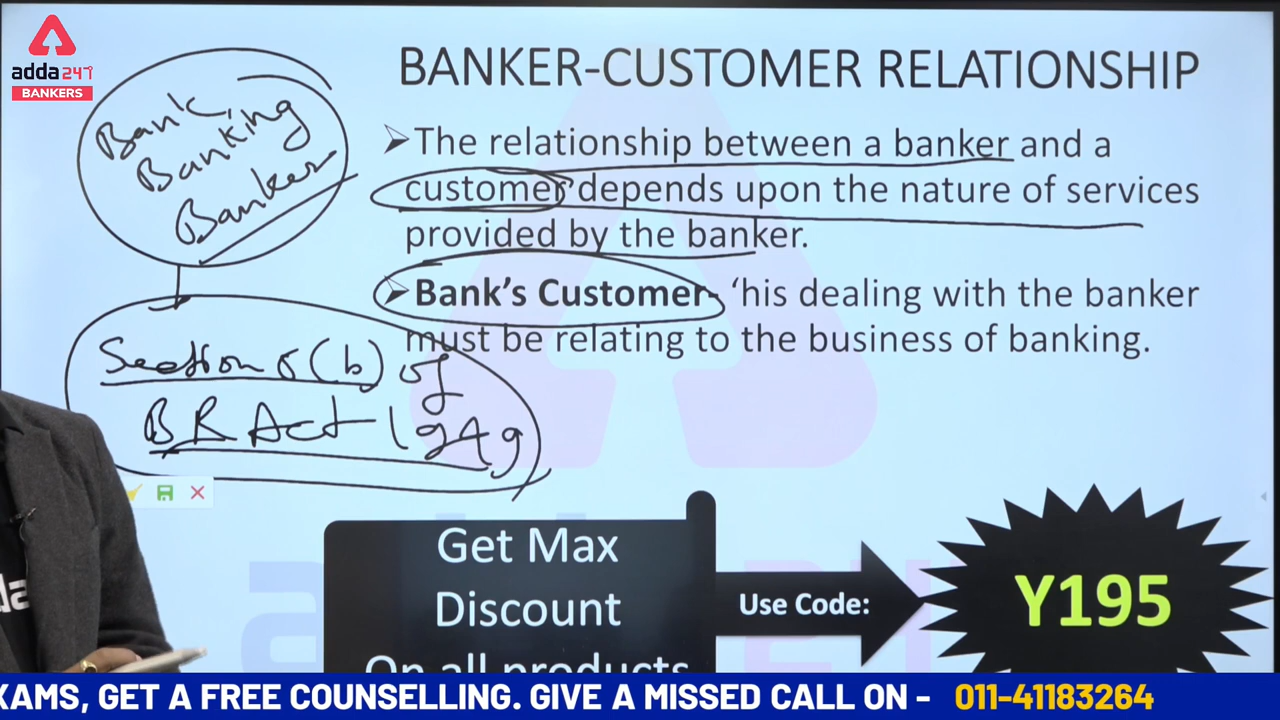 adda 247
BANKERS
Bank,
Banking
Banker
BANKER-CUSTOMER RELATIONSHIP
The relationship between a banker and a
customer depends upon the nature of services
provided by the banker.
Bank's Customer- ‘his dealing with the banker
must be relating to the business of banking.
Section 5(b) of
BR Act 1949
Get Max
Discount
On all products
Use Code:
Y195
EXAMS, GET A FREE COUNSELLING. GIVE A MISSED CALL ON - 011-41183264